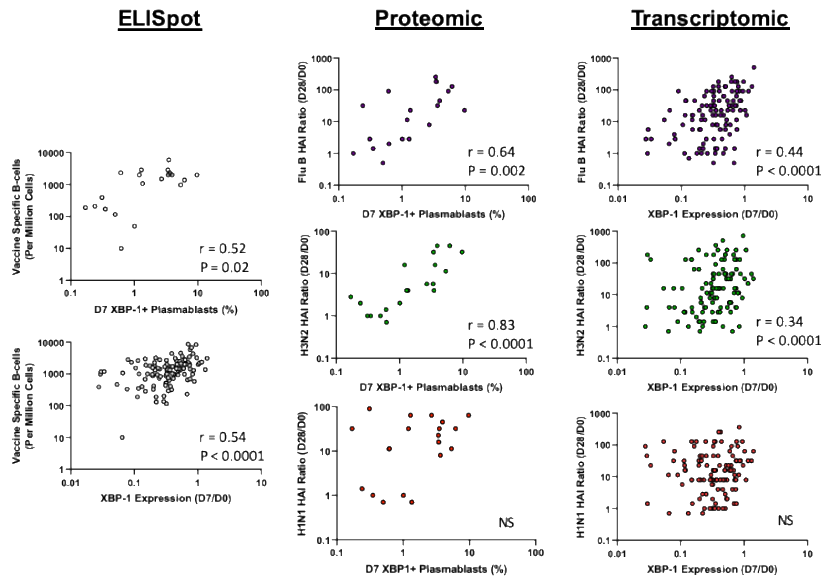 ELISpot
Proteomic
Transcriptomic
Vaccine Specific B-cells
(Per Million Cells)
10000
1000
100
10
1
0.1
1
10
100
r = 0.52
P = 0.02
D7 XBP-1+ Plasmablasts (%)
Vaccine Specific B-cells
(Per Million Cells)
10000
1000
100
10
1
0.01
0.1
1
10
r = 0.54
P < 0.0001
XBP-1 Expression (D7/D0)
Flu B HAI Ratio (D28/D0)
1000
100
10
1
0.1
0.1
1
10
100
r = 0.64
P = 0.002
D7 XBP-1+ Plasmablasts (%)
H3N2 HAI Ratio (D28/D0)
100
10
1
0.1
0.1
1
10
100
r = 0.83
P < 0.0001
D7 XBP-1+ Plasmablasts (%)
H1N1 HAI Ratio (D28/D0)
100
10
1
0.1
0.1
1
10
100
NS
D7 XBP1+ Plasmablasts (%)
Flu B HAI Ratio (D28/D0)
1000
100
10
1
0.1
0.01
0.1
1
10
r = 0.44
P < 0.0001
XBP-1 Expression (D7/D0)
H3N2 HAI Ratio (D28/D0)
1000
100
10
1
0.1
0.01
0.1
1
10
r = 0.34
P < 0.0001
XBP-1 Expression (D7/D0)
H1N1 HAI Ratio (D28/D0)
1000
100
10
1
0.1
0.01
0.1
1
10
NS
XBP-1 Expression (D7/D0)